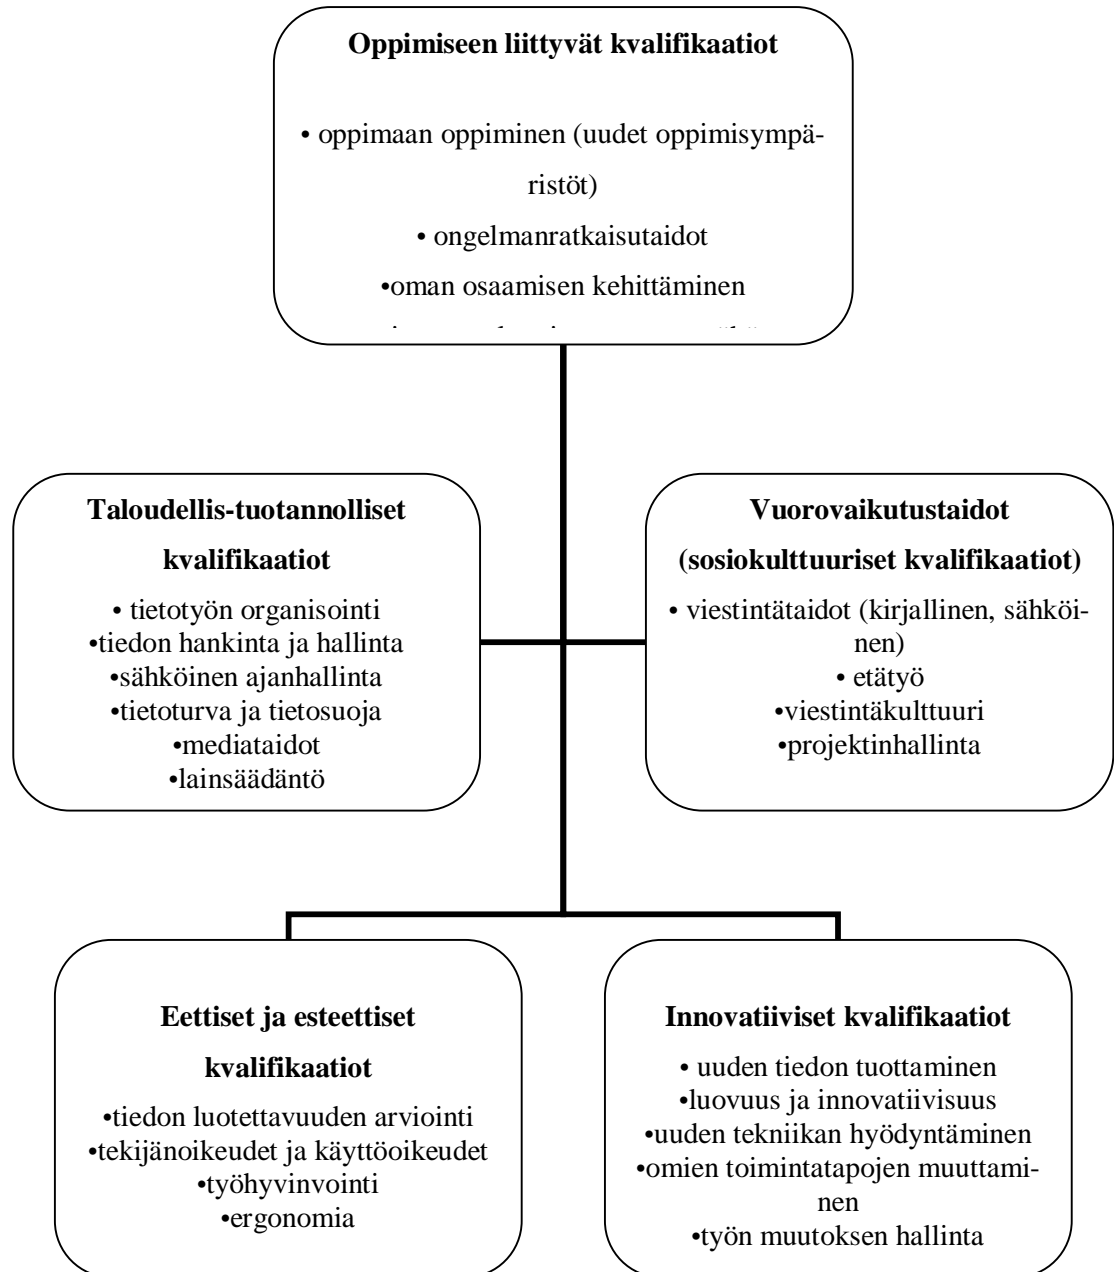 Oppimiseen liittyvät kvalifikaatiot
• oppimaan oppiminen (uudet oppimisympä-
ristöt)
• ongelmanratkaisutaidot
•oman osaamisen kehittäminen
Taloudellis-tuotannolliset
kvalifikaatiot
• tietotyön organisointi
•tiedon hankinta ja hallinta
•sähköinen ajanhallinta
•tietoturva ja tietosuoja
•mediataidot
•lainsäädäntö
Vuorovaikutustaidot
(sosiokulttuuriset kvalifikaatiot)
• viestintätaidot (kirjallinen, sähköi-
nen)
• etätyö
•viestintäkulttuuri
•projektinhallinta
Eettiset ja esteettiset
kvalifikaatiot
•tiedon luotettavuuden arviointi
•tekijänoikeudet ja käyttöoikeudet
•työhyvinvointi
•ergonomia
Innovatiiviset kvalifikaatiot
• uuden tiedon tuottaminen
•luovuus ja innovatiivisuus
•uuden tekniikan hyödyntäminen
•omien toimintatapojen muuttami-
nen
•työn muutoksen hallinta